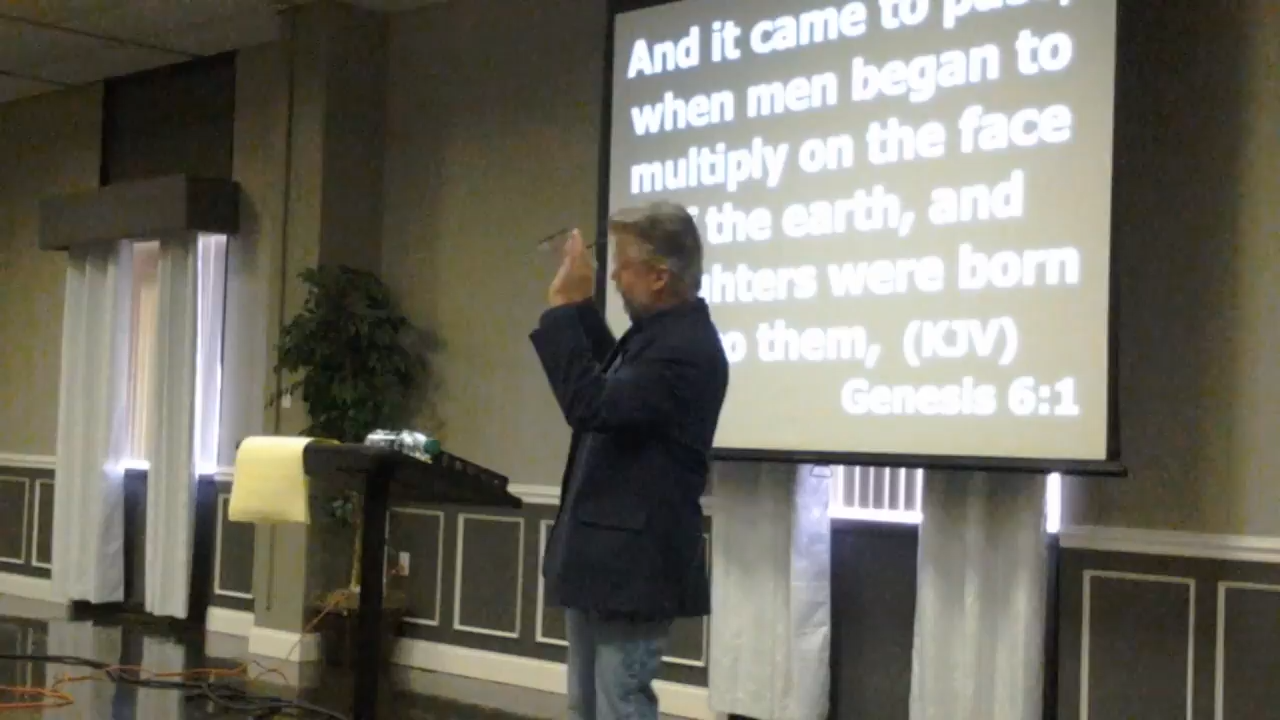 And it came to pass,
when men began to
multiply on the face
the earth, and
were born
them, (KJV)
Genesis 6:1